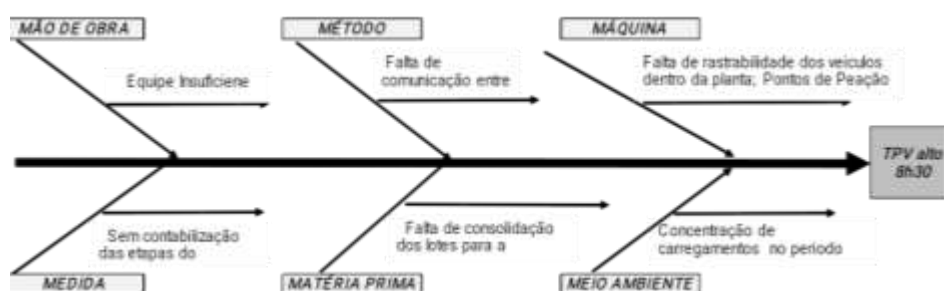 MÃO DE OBRA
MÉTODO
MÁQUINA
Equipe Insuficiene
Falta de
comunicação entre
Falta de rastrabilidade dos veículos
dentro da planta; Pontos de Peação
TPV alto
8h30
Sem contabilização
das etapas do
Falta de consolidação
dos lotes para a
Concentração de
carregamentos no período
MEDIDA
MATÉRIA PRIMA
MEIO AMBIENTE